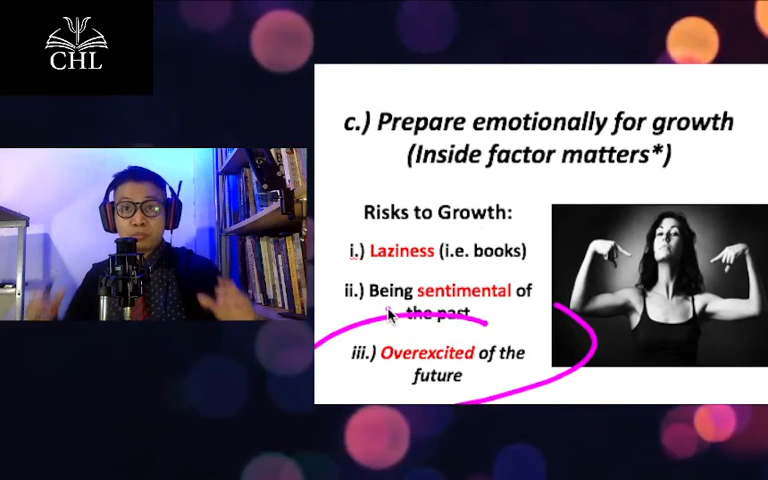 CHL
c.) Prepare emotionally for growth
(Inside factor matters*)
Risks to Growth:
i.) Laziness (i.e. books)
ii.) Being sentimental of
the past
iii.) Overexcited of the
future